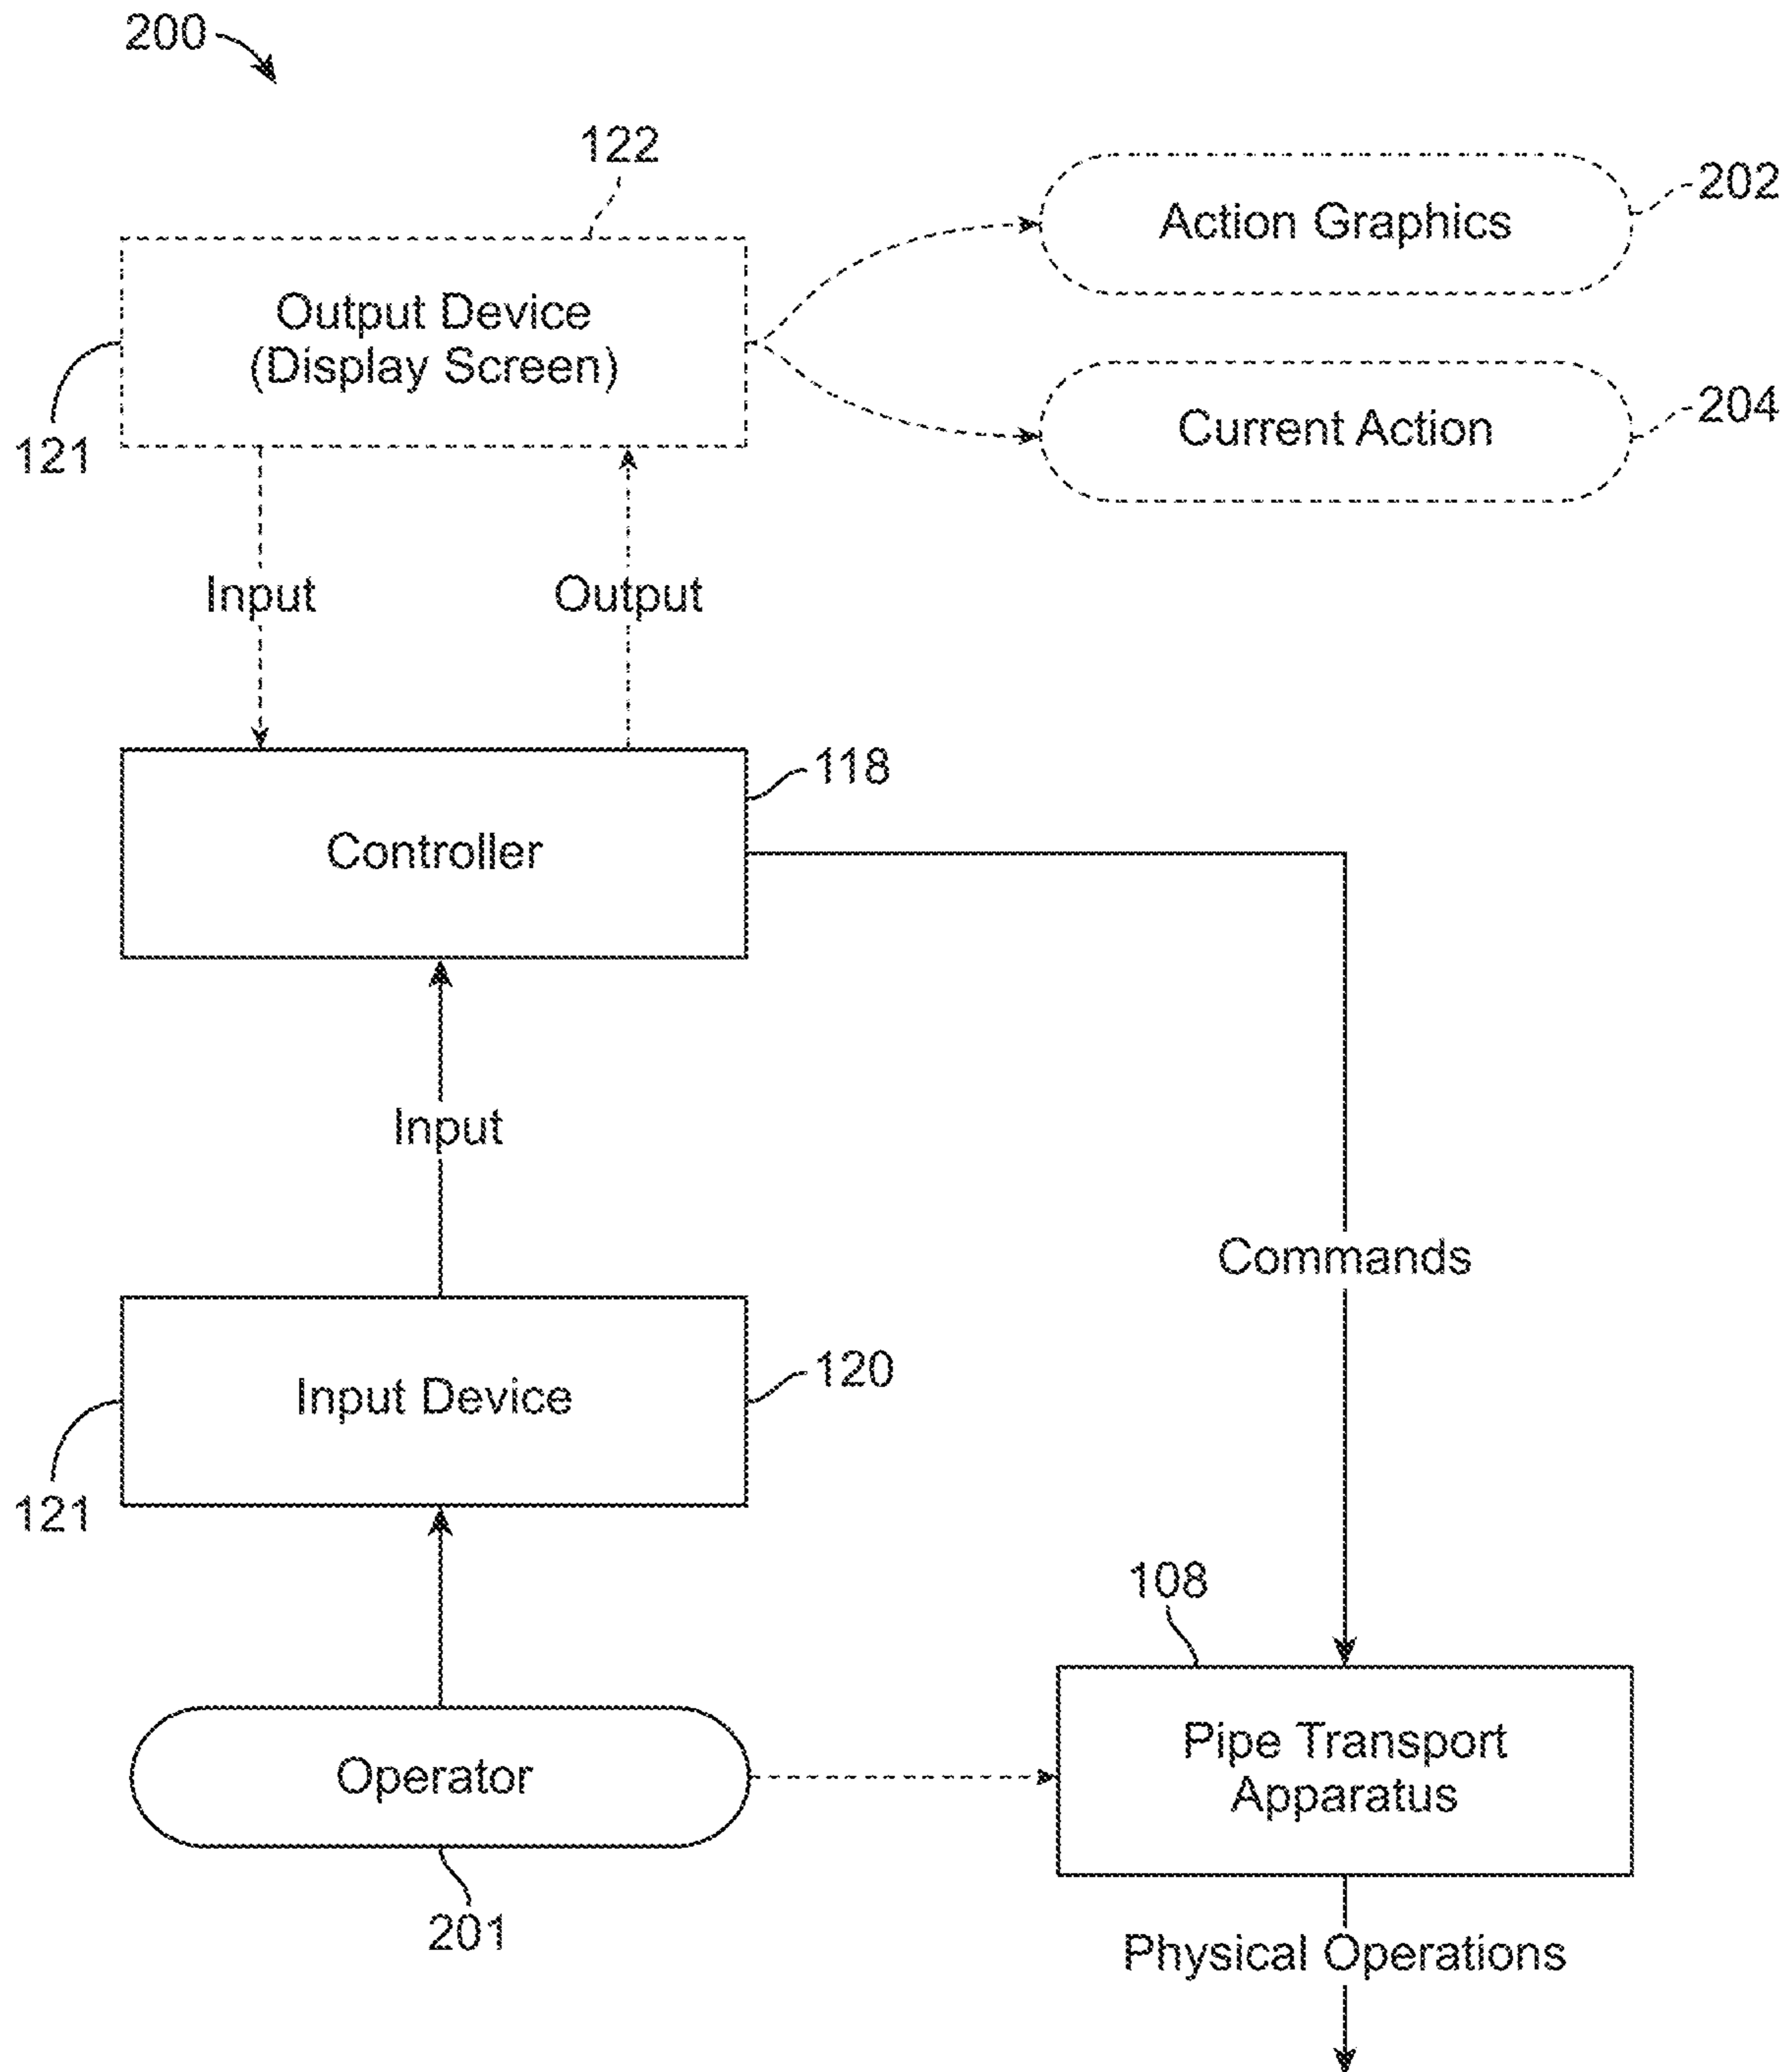 200
122
202
Action Graphics
Output Device
(Display Screen)
121
204
Current Action
Input
Output
118
Controller
Input
Commands
120
Input Device
121
108
Operator
Pipe Transport
Apparatus
201
Physical Operations